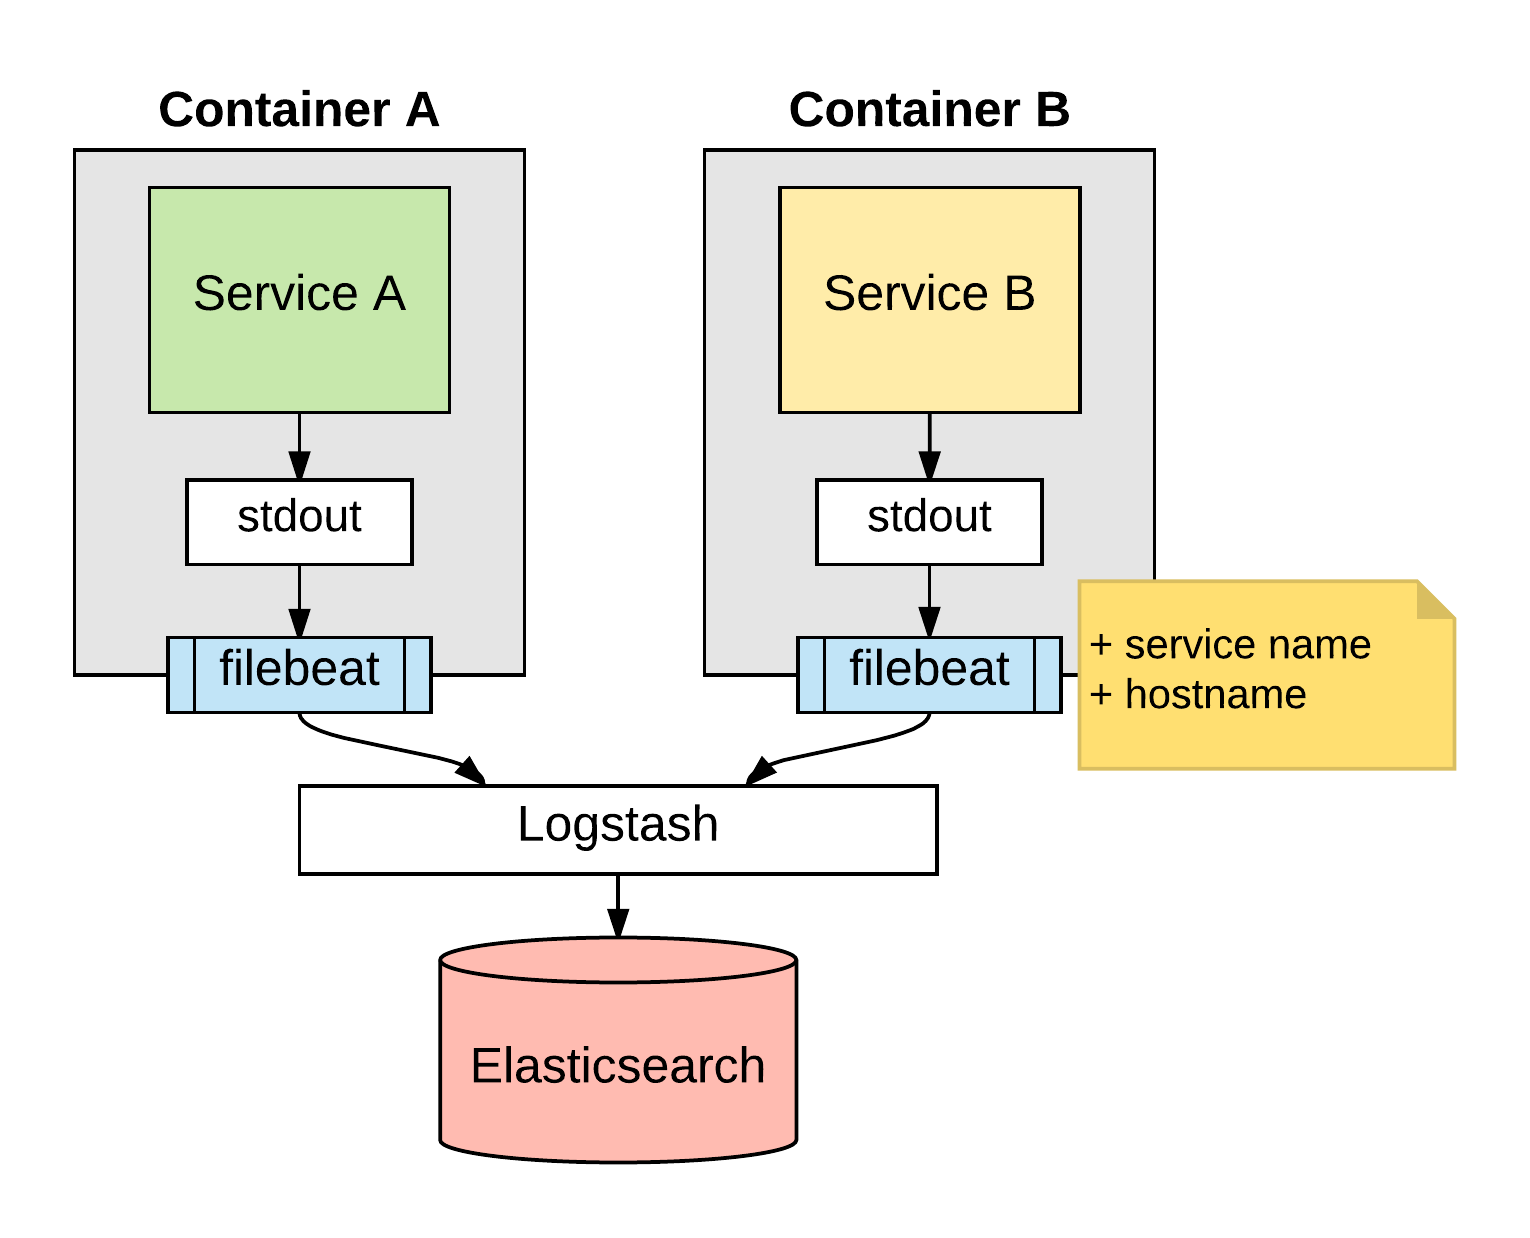 Container A
Container B
Service A
Service B
stdout
stdout
filebeat
filebeat
+ service name
+ hostname
Logstash
Elasticsearch